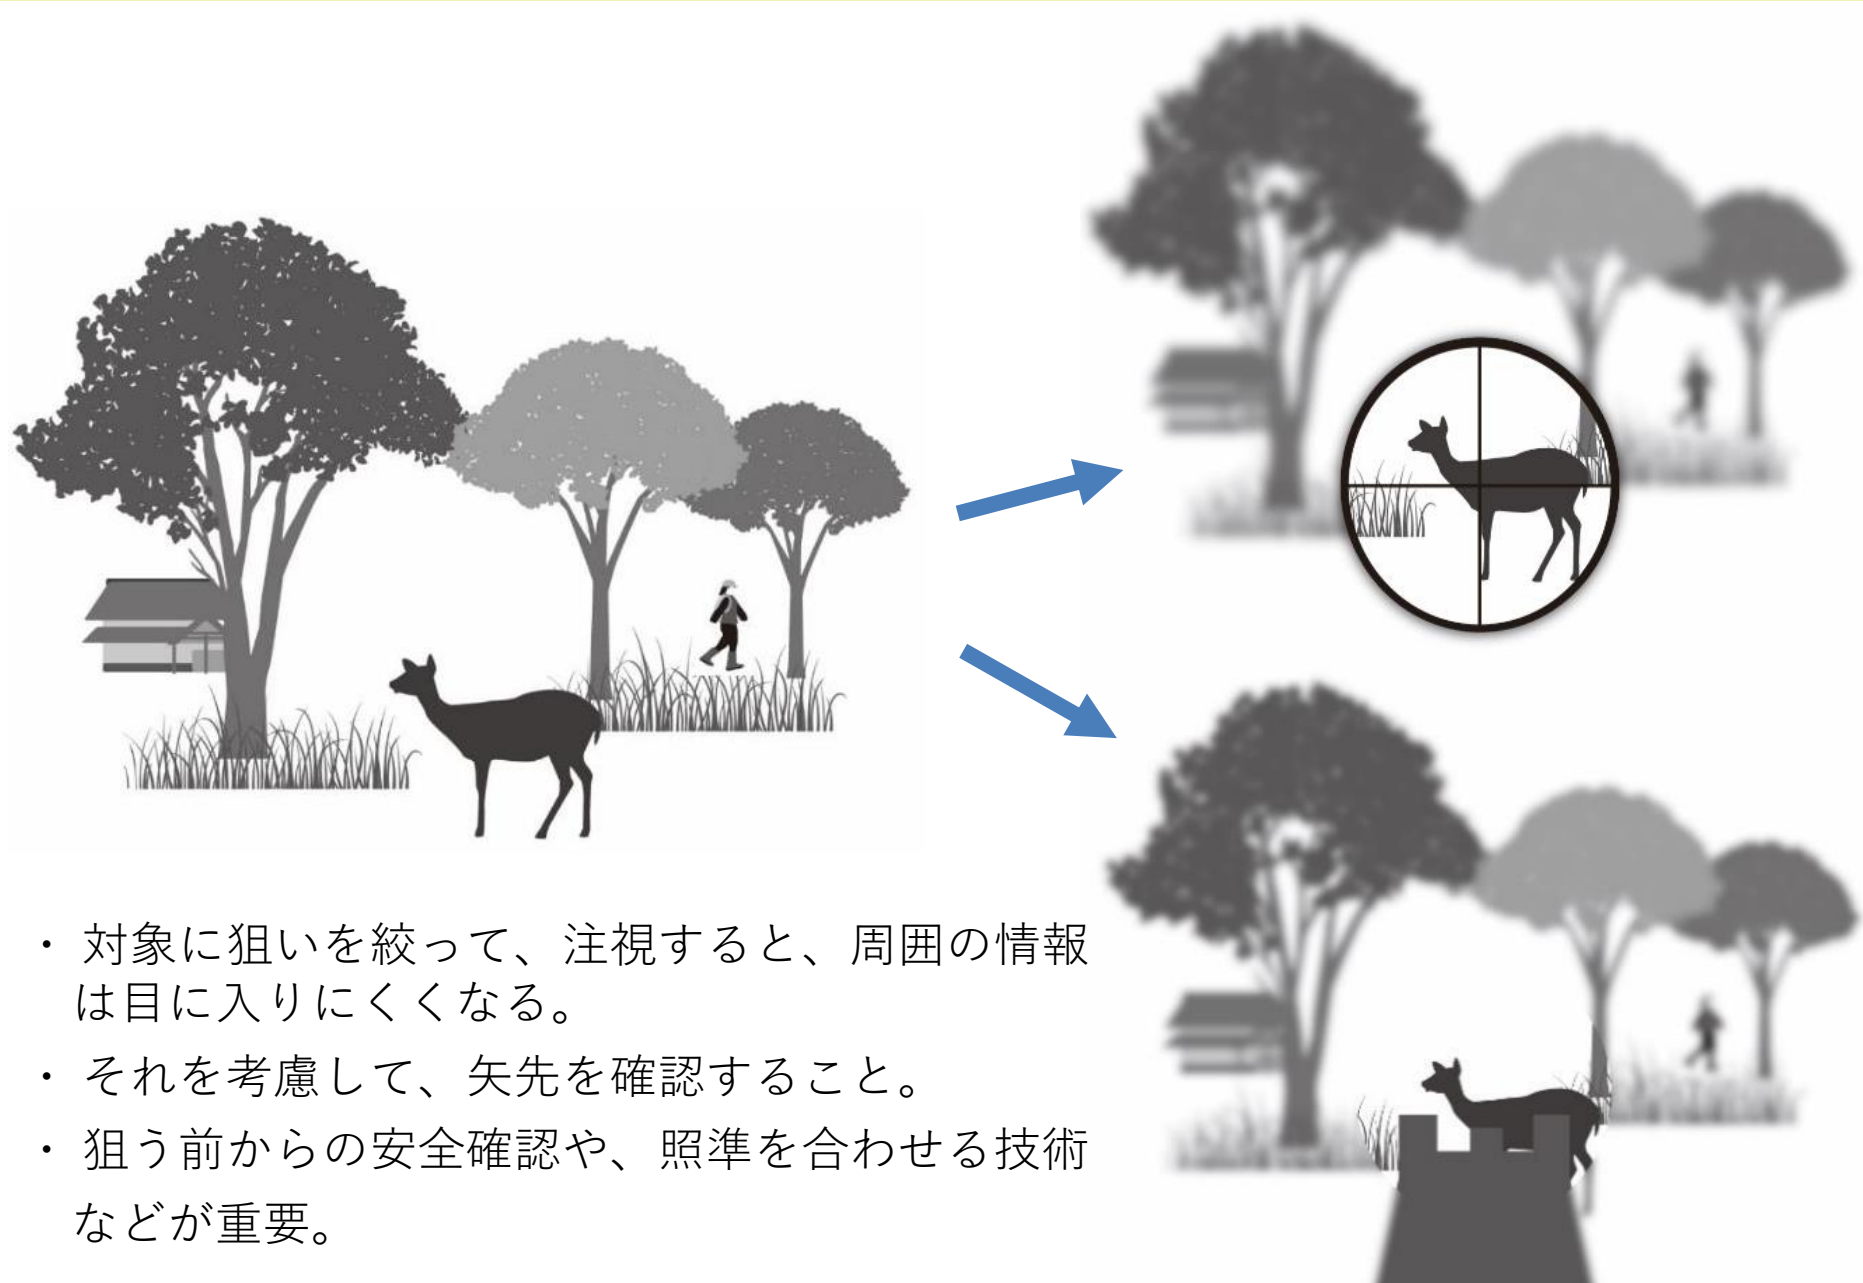 ・ 対象に狙いを絞って、注視すると、周囲の情報
は目に入りにくくなる。
・ それを考慮して、矢先を確認すること。
・ 狙う前からの安全確認や、照準を合わせる技術
などが重要。